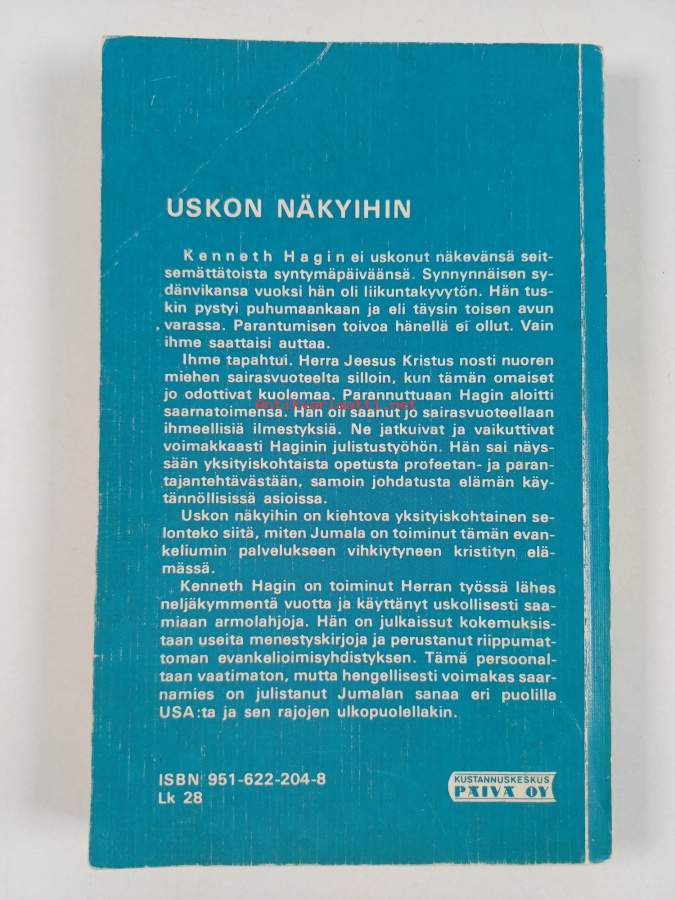 USKON NÄKYIHIN
Kenneth Hagin ei uskonut näkevänsä seit-
semättätoista syntymäpäiväänsä. Synnynnäisen sy-
dänvikansa vuoksi hän oli liikuntakyvytön. Hän tus-
kin pystyi puhumaankaan ja eli täysin toisen avun
varassa. Parantumisen toivoa hänellä ei ollut. Vain
ihme saattaisi auttaa.
Ihme tapahtui. Herra Jeesus Kristus nosti nuoren
miehen sairasvuoteelta silloin, kun tämän omaiset
jo odottivat kuolemaa. Parannuttuaan Hagin aloitti
antikvariaatti.net
saarnatoimensa. Hän oli saanut jo sairasvuoteellaan
ihmeellisiä ilmestyksiä. Ne jatkuivat ja vaikuttivat
voimakkaasti Haginin julistustyöhön. Hän sai näys-
sään yksityiskohtaista opetusta profeetan- ja paran-
tajantehtävästään, samoin johdatusta elämän käy-
tännöllisissä asioissa.
Uskon näkyihin on kiehtova yksityiskohtainen se-
lonteko siitä, miten Jumala on toiminut tämän evan-
keliumin palvelukseen vihkiytyneen kristityn elä-
mässä.
Kenneth Hagin on toiminut Herran työssä lähes
neljäkymmentä vuotta ja käyttänyt uskollisesti saa-
miaan armolahjoja. Hän on julkaissut kokemuksis-
taan useita menestyskirjoja ja perustanut riippumat-
toman evankelioimisyhdistyksen. Tämä persoonal-
taan vaatimaton, mutta hengellisesti voimakas saar-
namies on julistanut Jumalan sanaa eri puolilla
USA:ta ja sen rajojen ulkopuolellakin.
ISBN 951-622-204-8
Lk 28
KUSTANNUSKESKUS
PÄIVÄ OY